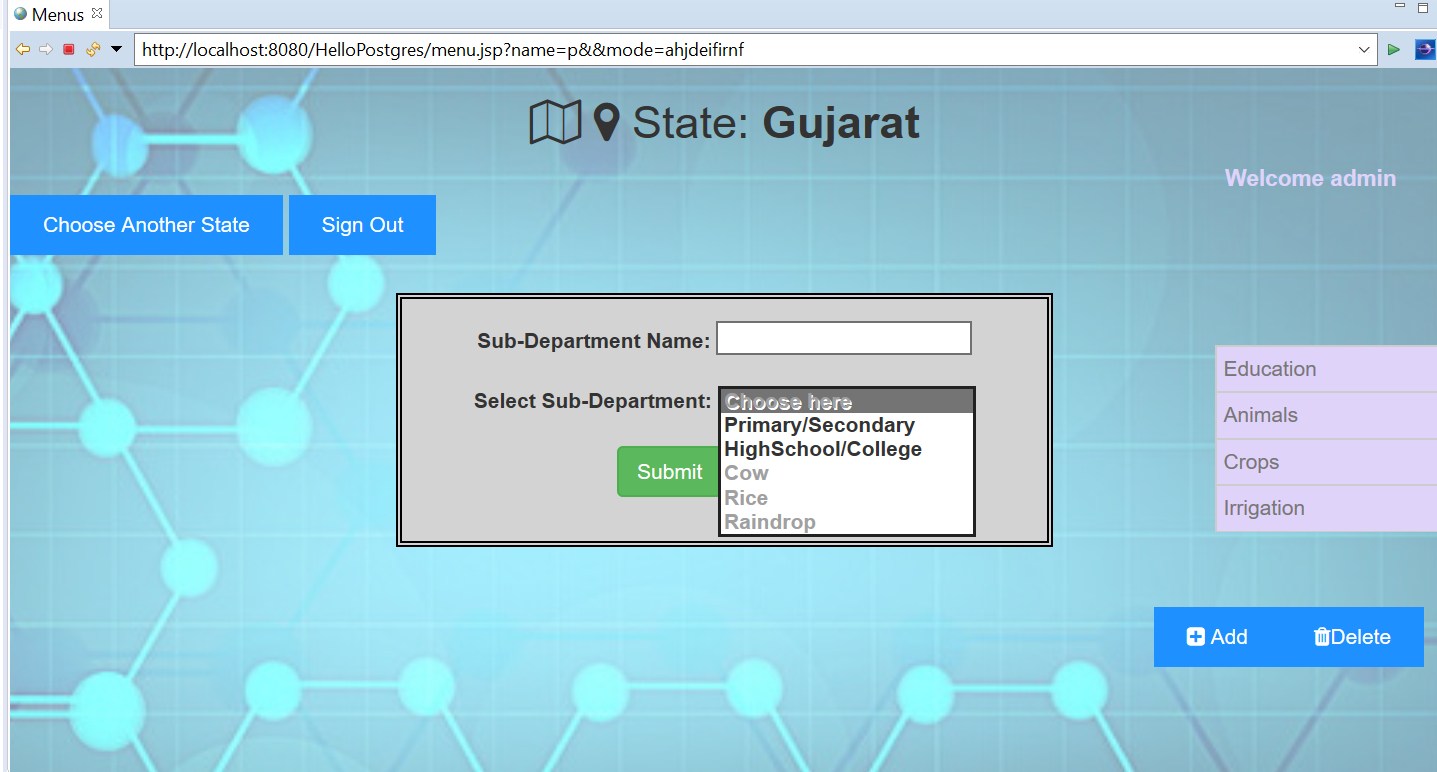 Menus
http://localhost:8080/HelloPostgres/menu.jsp?name=p&&mode=ahjdeifirnf
State: Gujarat
Welcome admin
Choose Another State
Sign Out
Sub-Department Name:
Select Sub-Department:
Choose here
Primary/Secondary
HighSchool/College
Cow
Rice
Raindrop
Submit
Education
Animals
Crops
Irrigation
Add
Delete